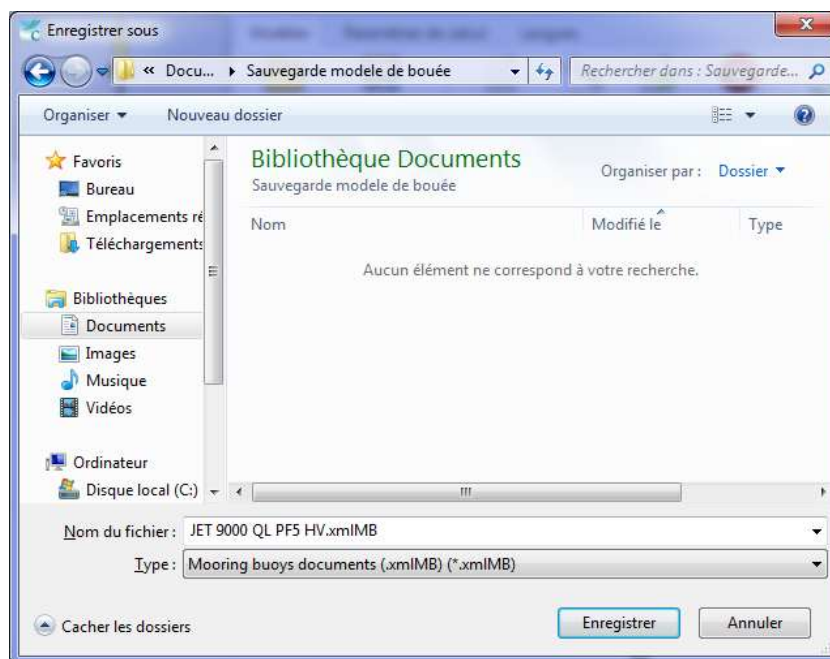 Enregistrer sous
« Docu... Sauvegarde modele de bouée Rechercher dans : Sauvegarde...
Organiser Nouveau dossier
Favoris
Bureau
Emplacements ré
Téléchargements
Bibliothèques
Documents
Images
Musique
Vidéos
Ordinateur
Disque local (C:)
Bibliothèque Documents
Sauvegarde modele de bouée
Organiser par : Dossier
Nom Modifié le Type
Aucun élément ne correspond à votre recherche.
Nom du fichier : JET 9000 QL PF5 HV.xmlMB
Type : Mooring buoys documents (.xmlMB) (*.xmlMB)
Cacher les dossiers Enregistrer Annuler